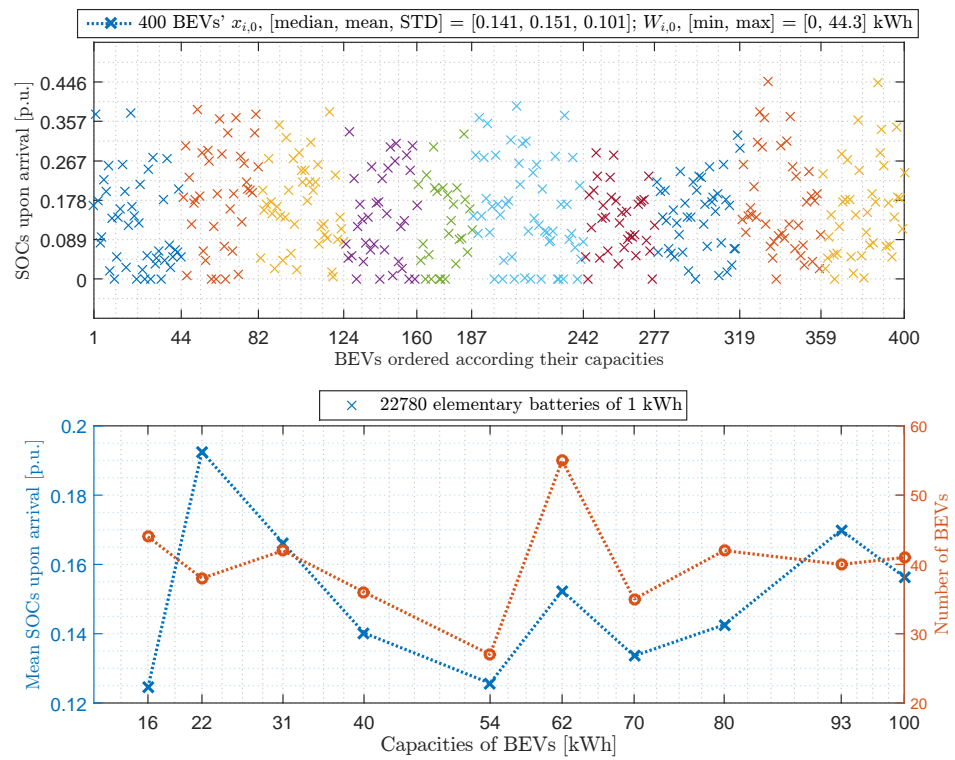 400 BEVs' x_{i,0}, [median, mean, STD] = [0.141, 0.151, 0.101]; W_{i,0}, [min, max] = [0, 44.3] kWh
SOCs upon arrival [p.u.]
0.446
0.357
0.267
0.178
0.089
0
1 44 82 124 160 187 242 277 319 359 400
BEVs ordered according their capacities
22780 elementary batteries of 1 kWh
Mean SOCs upon arrival [p.u.]
0.2
0.18
0.16
0.14
0.12
60
50
40
30
20
Number of BEVs
16 22 31 40 54 62 70 80 93 100
Capacities of BEVs [kWh]